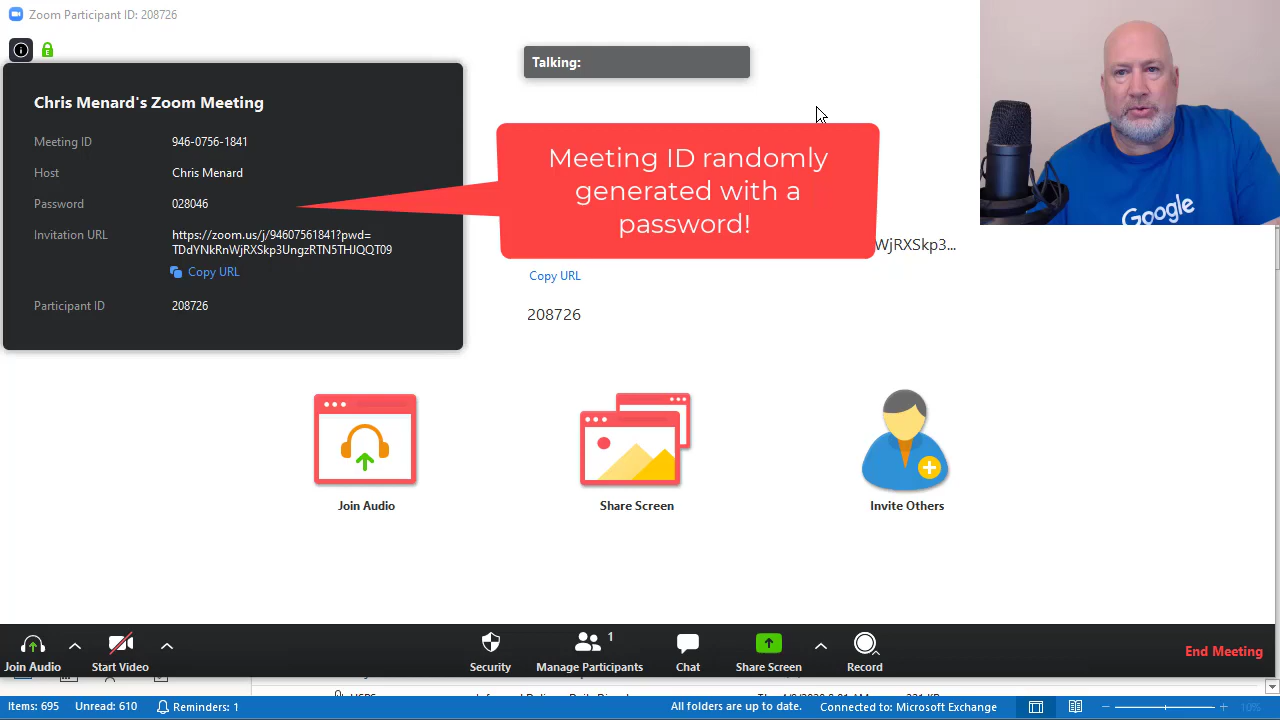 Zoom Participant ID: 208726
Talking:
Chris Menard's Zoom Meeting
Meeting ID 946-0756-1841
Host Chris Menard
Password 028046
Invitation URL https://zoom.us/j/94607561841?pwd=
TDdYNkRnWjRXSkp3UngzRTN5THJQQT09
Copy URL
Participant ID 208726
Meeting ID randomly
generated with a
password!
Google
WjRXSkp3...
Copy URL
208726
Join Audio
Share Screen
Invite Others
Join Audio
Start Video
Security
Manage Participants 1
Chat
Share Screen
Record
End Meeting
Items: 695 Unread: 610 Reminders: 1 All folders are up to date. Connected to: Microsoft Exchange 10%